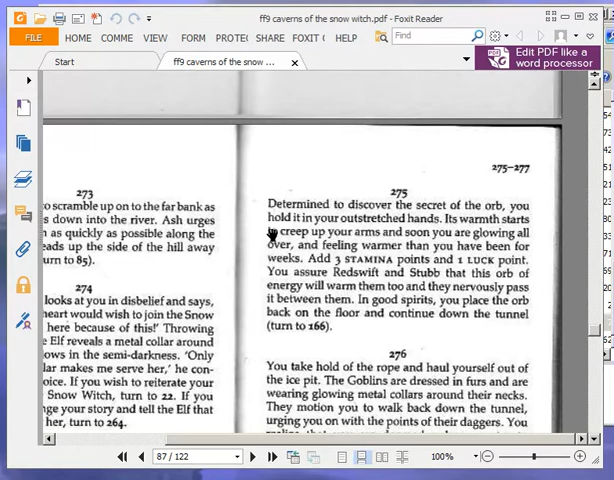 ff9 caverns of the snow witch.pdf - Foxit Reader
FILE HOME COMME VIEW FORM PROTE SHARE FOXIT C HELP Find
Start ff9 caverns of the snow ... Edit PDF like a
word processor
273
to scramble up on to the far bank as
s down into the river. Ash urges
n as quickly as possible along the
eads up the side of the hill away
urn to 85).
274
looks at you in disbelief and says,
heart would wish to join the Snow
here because of this!' Throwing
e Elf reveals a metal collar around
ows in the semi-darkness. 'Only
lar makes me serve her,' he con-
oice. If you wish to reiterate your
Snow Witch, turn to 22. If you
nge your story and tell the Elf that
her, turn to 264.
275-277
275
Determined to discover the secret of the orb, you
hold it in your outstretched hands. Its warmth starts
to creep up your arms and soon you are glowing all
over, and feeling warmer than you have been for
weeks. Add 3 STAMINA points and 1 LUCK point.
You assure Redswift and Stubb that this orb of
energy will warm them too and they nervously pass
it between them. In good spirits, you place the orb
back on the floor and continue down the tunnel
(turn to 166).
276
You take hold of the rope and haul yourself out of
the ice pit. The Goblins are dressed in furs and are
wearing glowing metal collars around their necks.
They motion you to walk back down the tunnel,
urging you on with the points of their daggers. You
87 / 122 100%